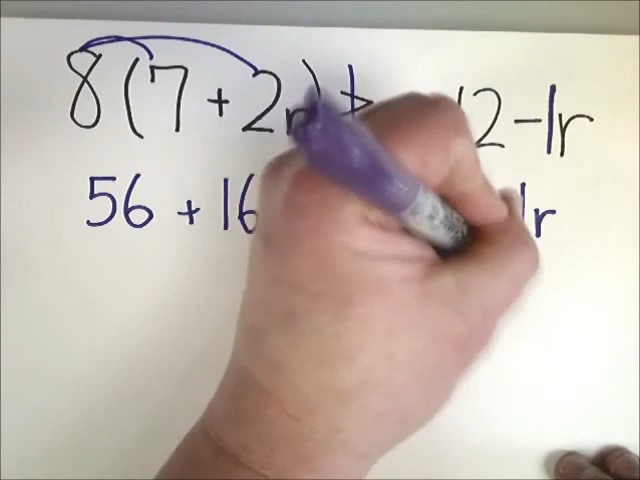 8(7 + 2r) > 12 - 1r
56 + 16 1r